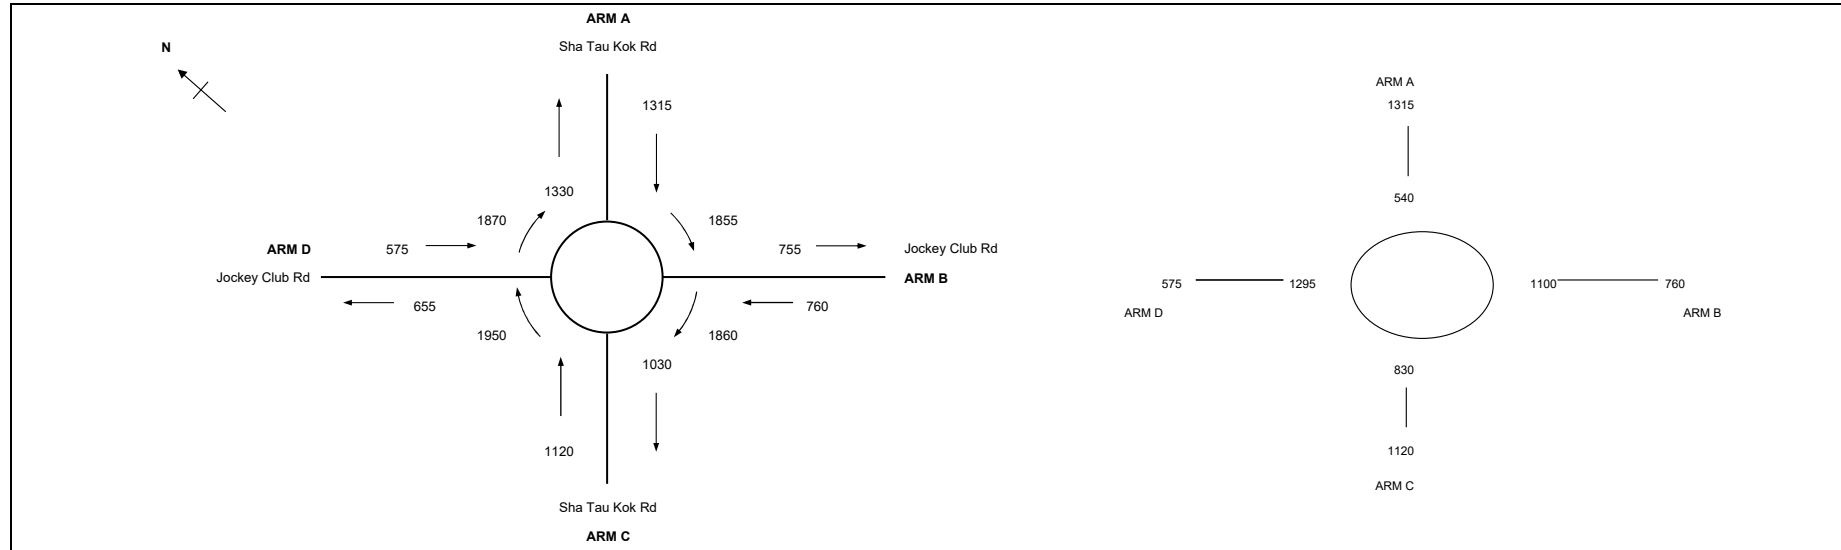 ARM A
Sha Tau Kok Rd
N
1315
1330
1870
1855
ARM D
575
755
Jockey Club Rd
Jockey Club Rd
ARM B
655
760
1950
1860
1030
1120
Sha Tau Kok Rd
ARM C
ARM A
1315
540
575
1295
1100
760
ARM D
ARM B
830
1120
ARM C